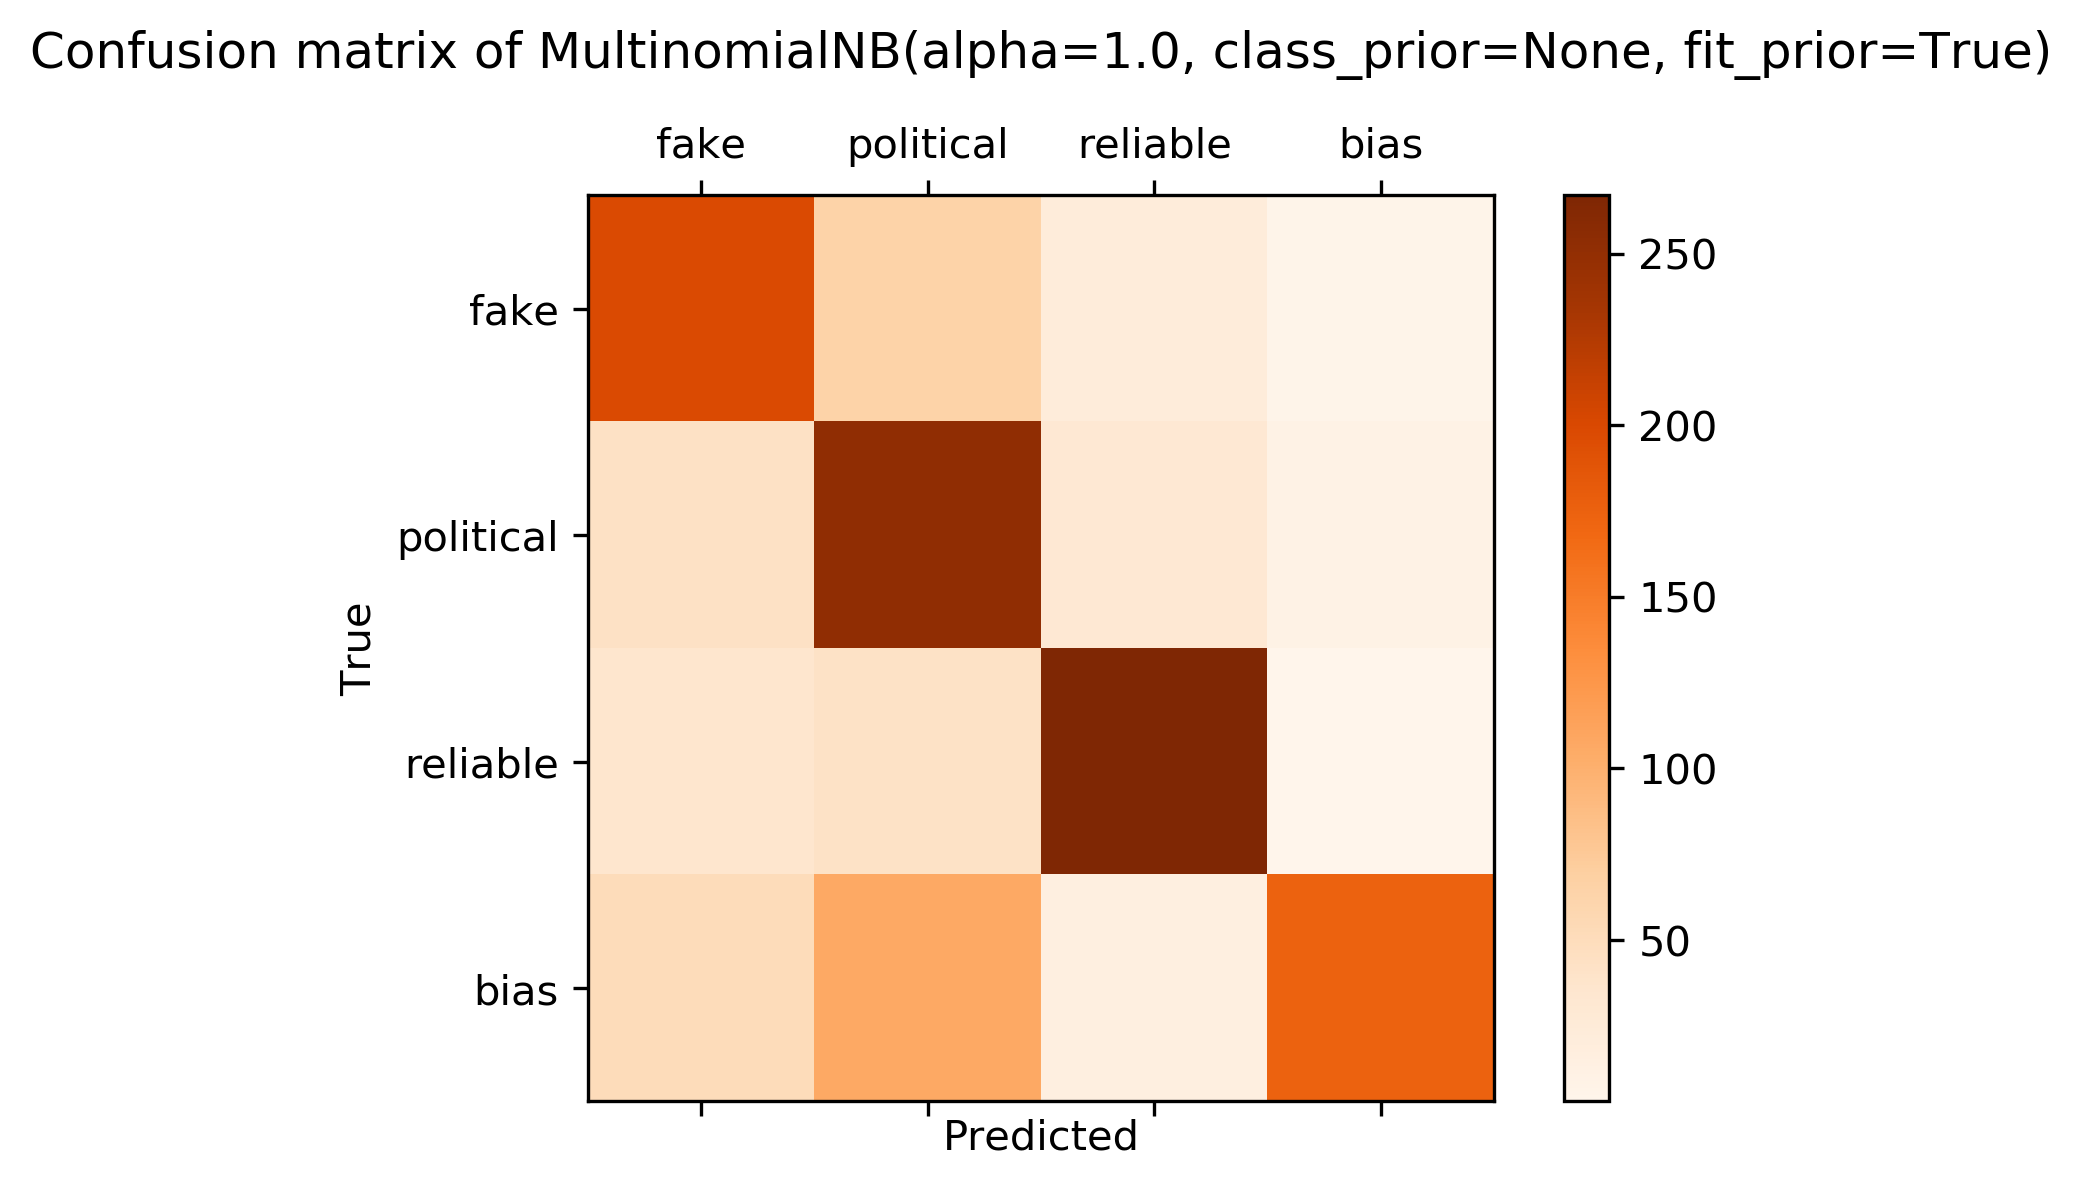 Confusion matrix of MultinomialNB(alpha=1.0, class_prior=None, fit_prior=True)
fake political reliable bias
fake
political
reliable
bias
True
Predicted
250
200
150
100
50